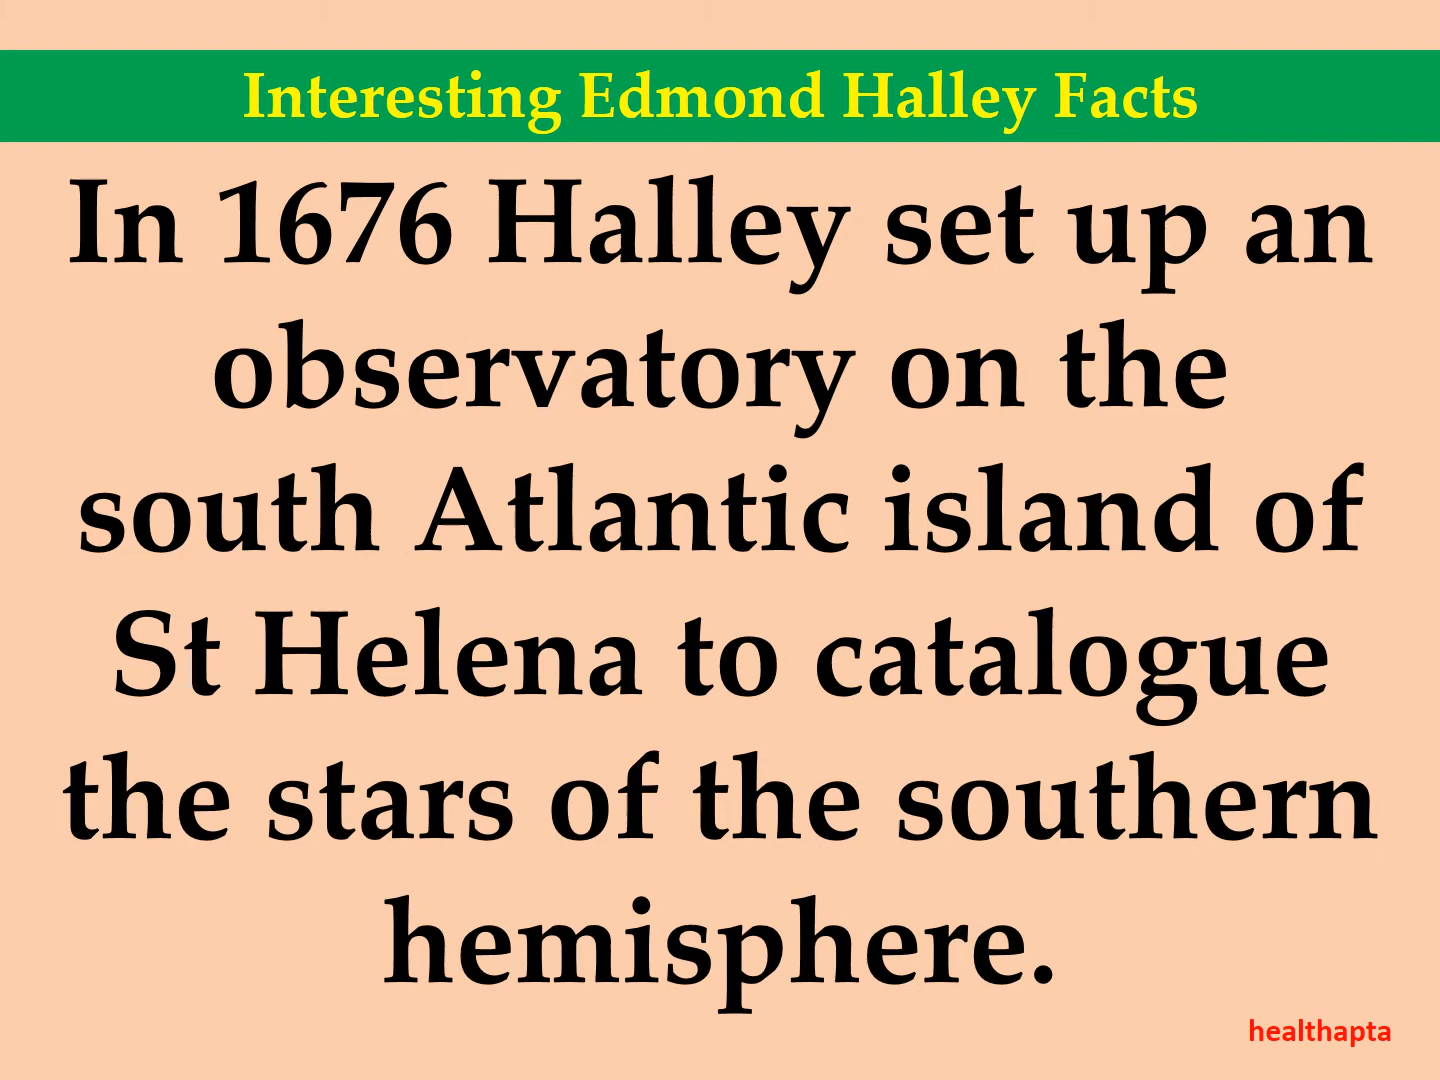 Interesting Edmond Halley Facts
In 1676 Halley set up an
observatory on the
south Atlantic island of
St Helena to catalogue
the stars of the southern
hemisphere.
healthapta